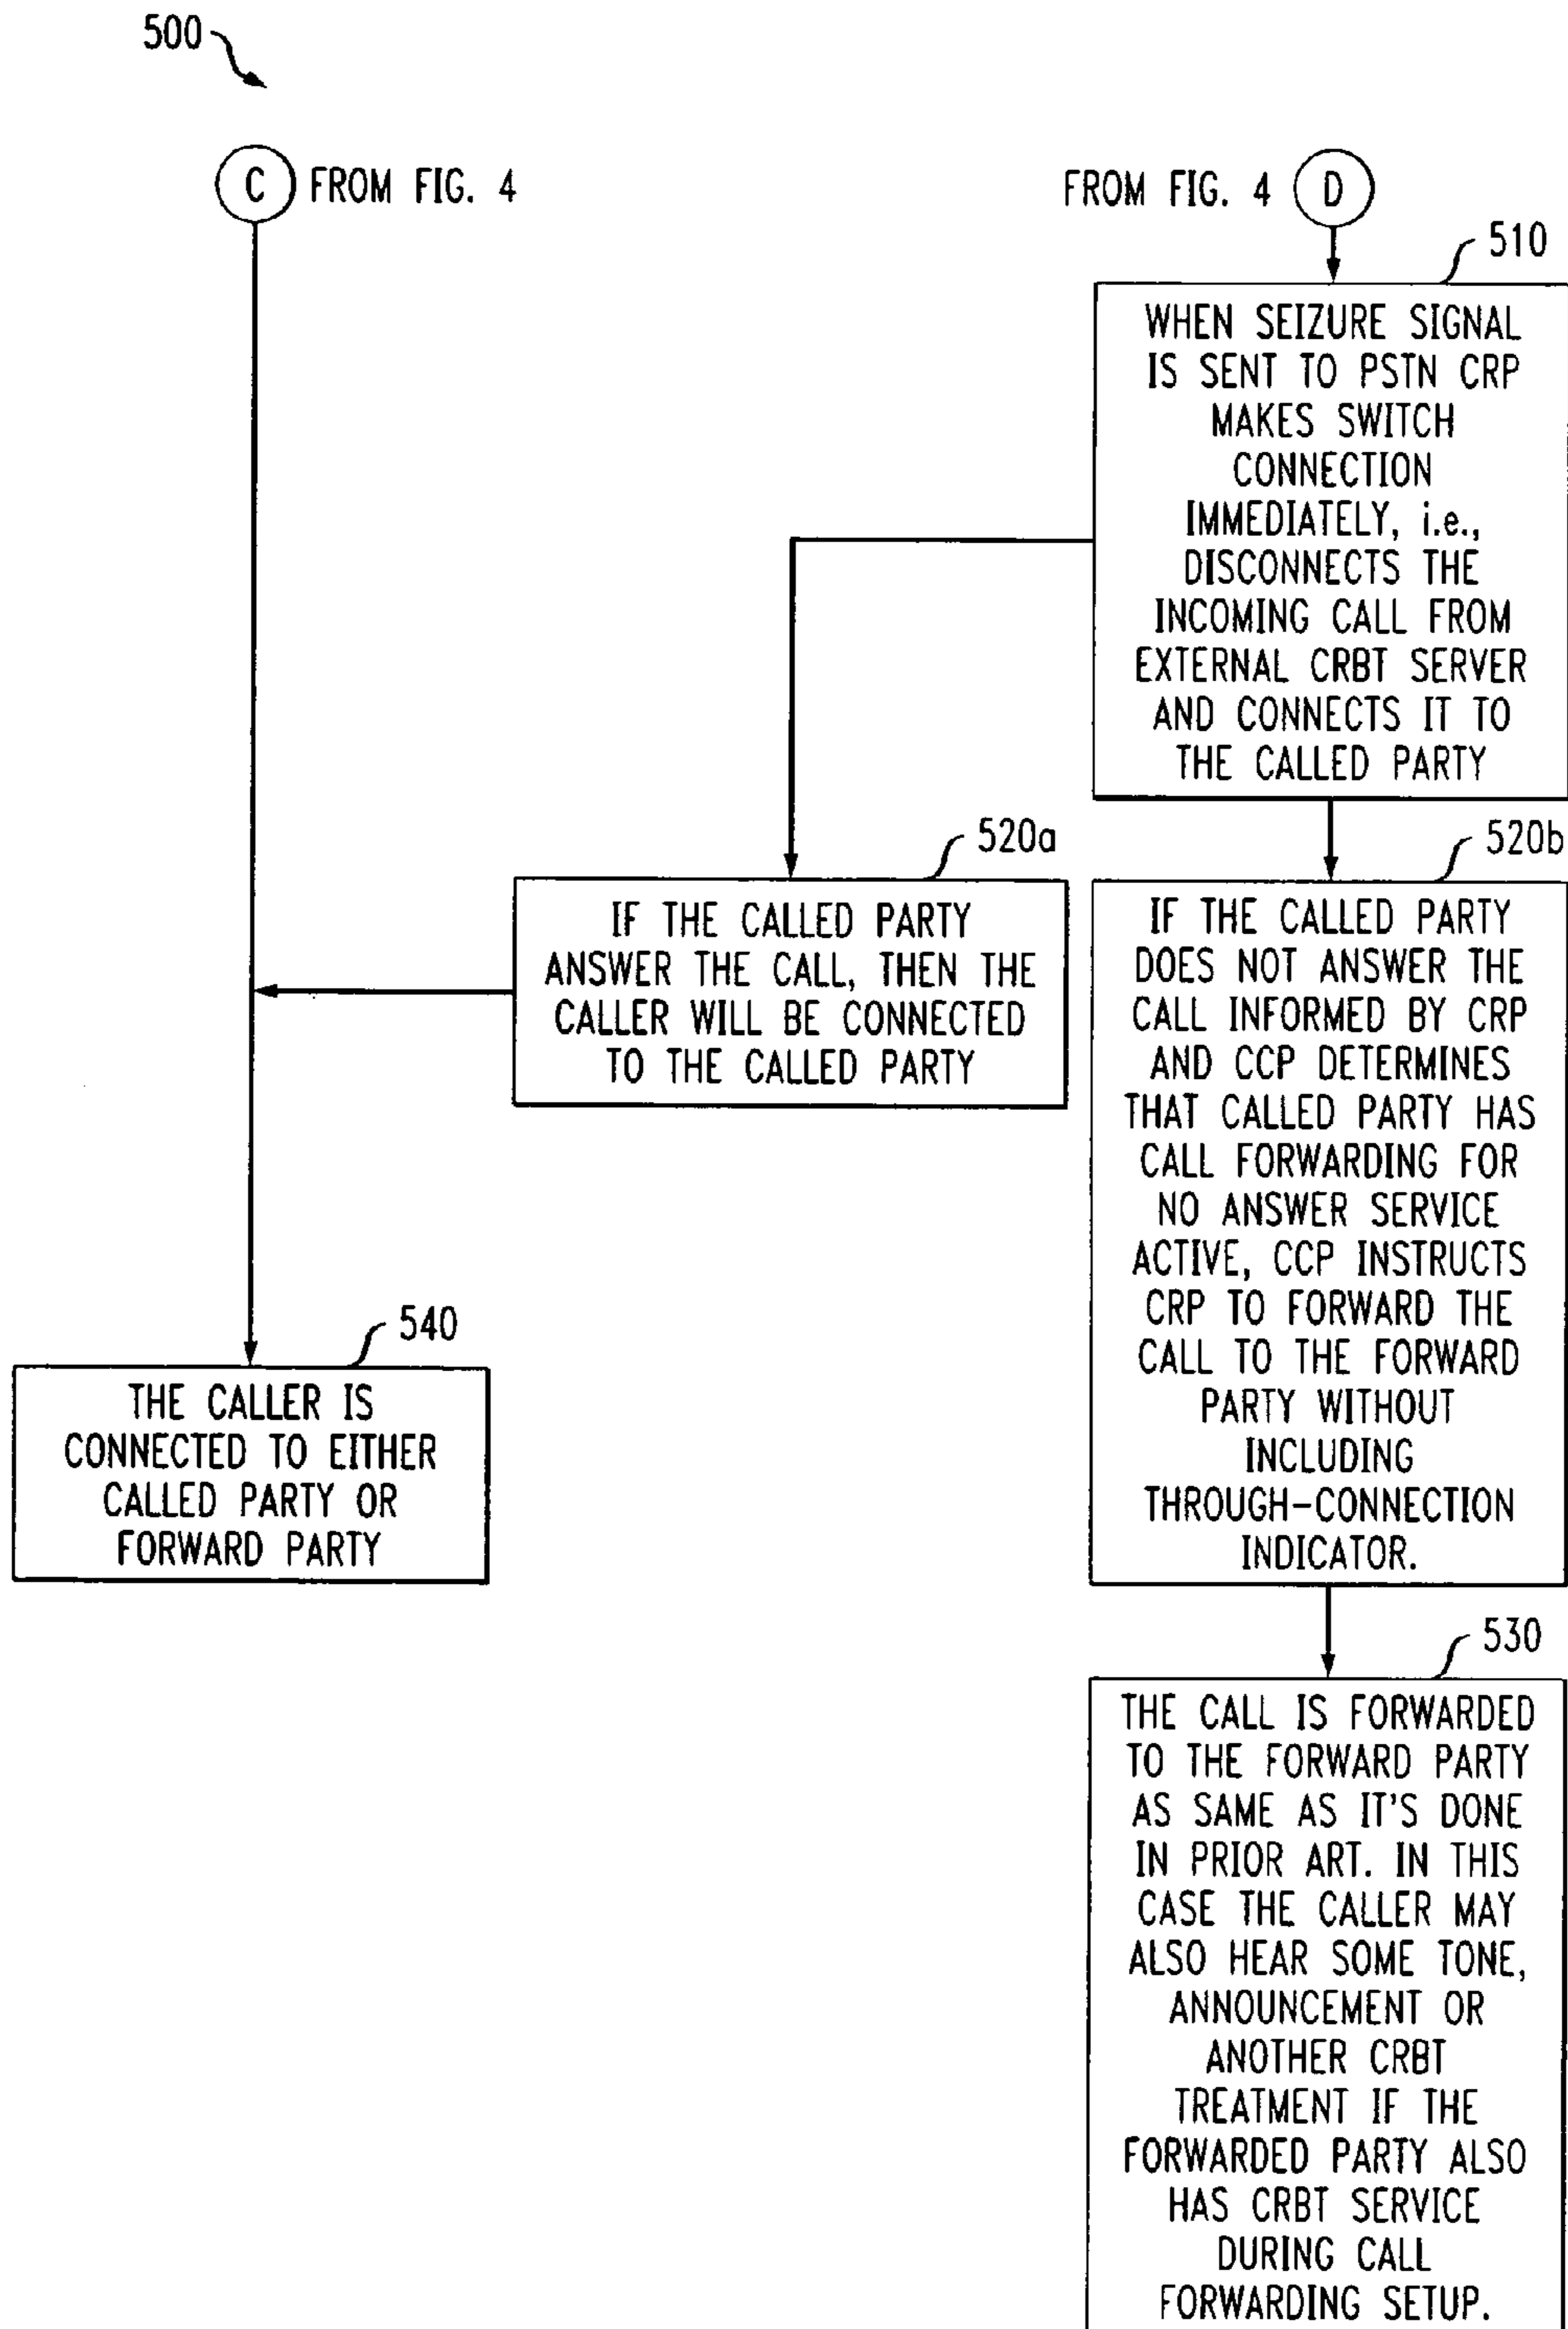 500
C FROM FIG. 4
FROM FIG. 4 D
510
WHEN SEIZURE SIGNAL
IS SENT TO PSTN CRP
MAKES SWITCH
CONNECTION
IMMEDIATELY, i.e.,
DISCONNECTS THE
INCOMING CALL FROM
EXTERNAL CRBT SERVER
AND CONNECTS IT TO
THE CALLED PARTY
520a
IF THE CALLED PARTY
ANSWER THE CALL, THEN THE
CALLER WILL BE CONNECTED
TO THE CALLED PARTY
520b
IF THE CALLED PARTY
DOES NOT ANSWER THE
CALL INFORMED BY CRP
AND CCP DETERMINES
THAT CALLED PARTY HAS
CALL FORWARDING FOR
NO ANSWER SERVICE
ACTIVE, CCP INSTRUCTS
CRP TO FORWARD THE
CALL TO THE FORWARD
PARTY WITHOUT
INCLUDING
THROUGH-CONNECTION
INDICATOR.
540
THE CALLER IS
CONNECTED TO EITHER
CALLED PARTY OR
FORWARD PARTY
530
THE CALL IS FORWARDED
TO THE FORWARD PARTY
AS SAME AS IT'S DONE
IN PRIOR ART. IN THIS
CASE THE CALLER MAY
ALSO HEAR SOME TONE,
ANNOUNCEMENT OR
ANOTHER CRBT
TREATMENT IF THE
FORWARDED PARTY ALSO
HAS CRBT SERVICE
DURING CALL
FORWARDING SETUP.